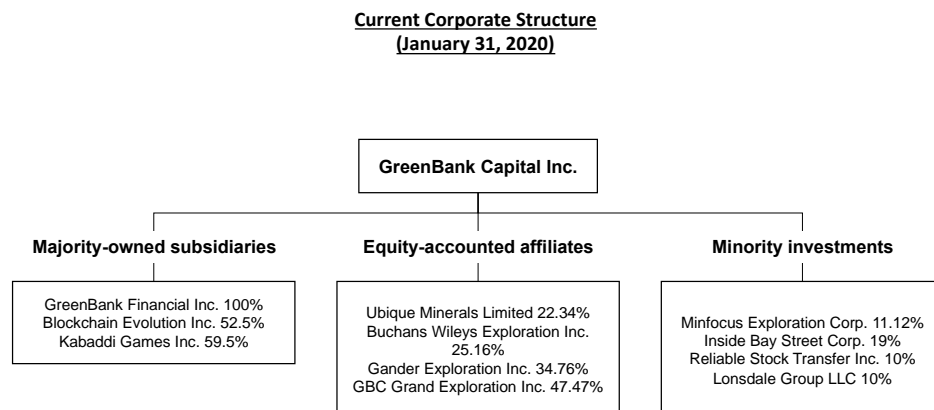 Current Corporate Structure
(January 31, 2020)
GreenBank Capital Inc.
Majority-owned subsidiaries
GreenBank Financial Inc. 100%
Blockchain Evolution Inc. 52.5%
Kabaddi Games Inc. 59.5%
Equity-accounted affiliates
Ubique Minerals Limited 22.34%
Buchans Wileys Exploration Inc.
25.16%
Gander Exploration Inc. 34.76%
GBC Grand Exploration Inc. 47.47%
Minority investments
Minfocus Exploration Corp. 11.12%
Inside Bay Street Corp. 19%
Reliable Stock Transfer Inc. 10%
Lonsdale Group LLC 10%